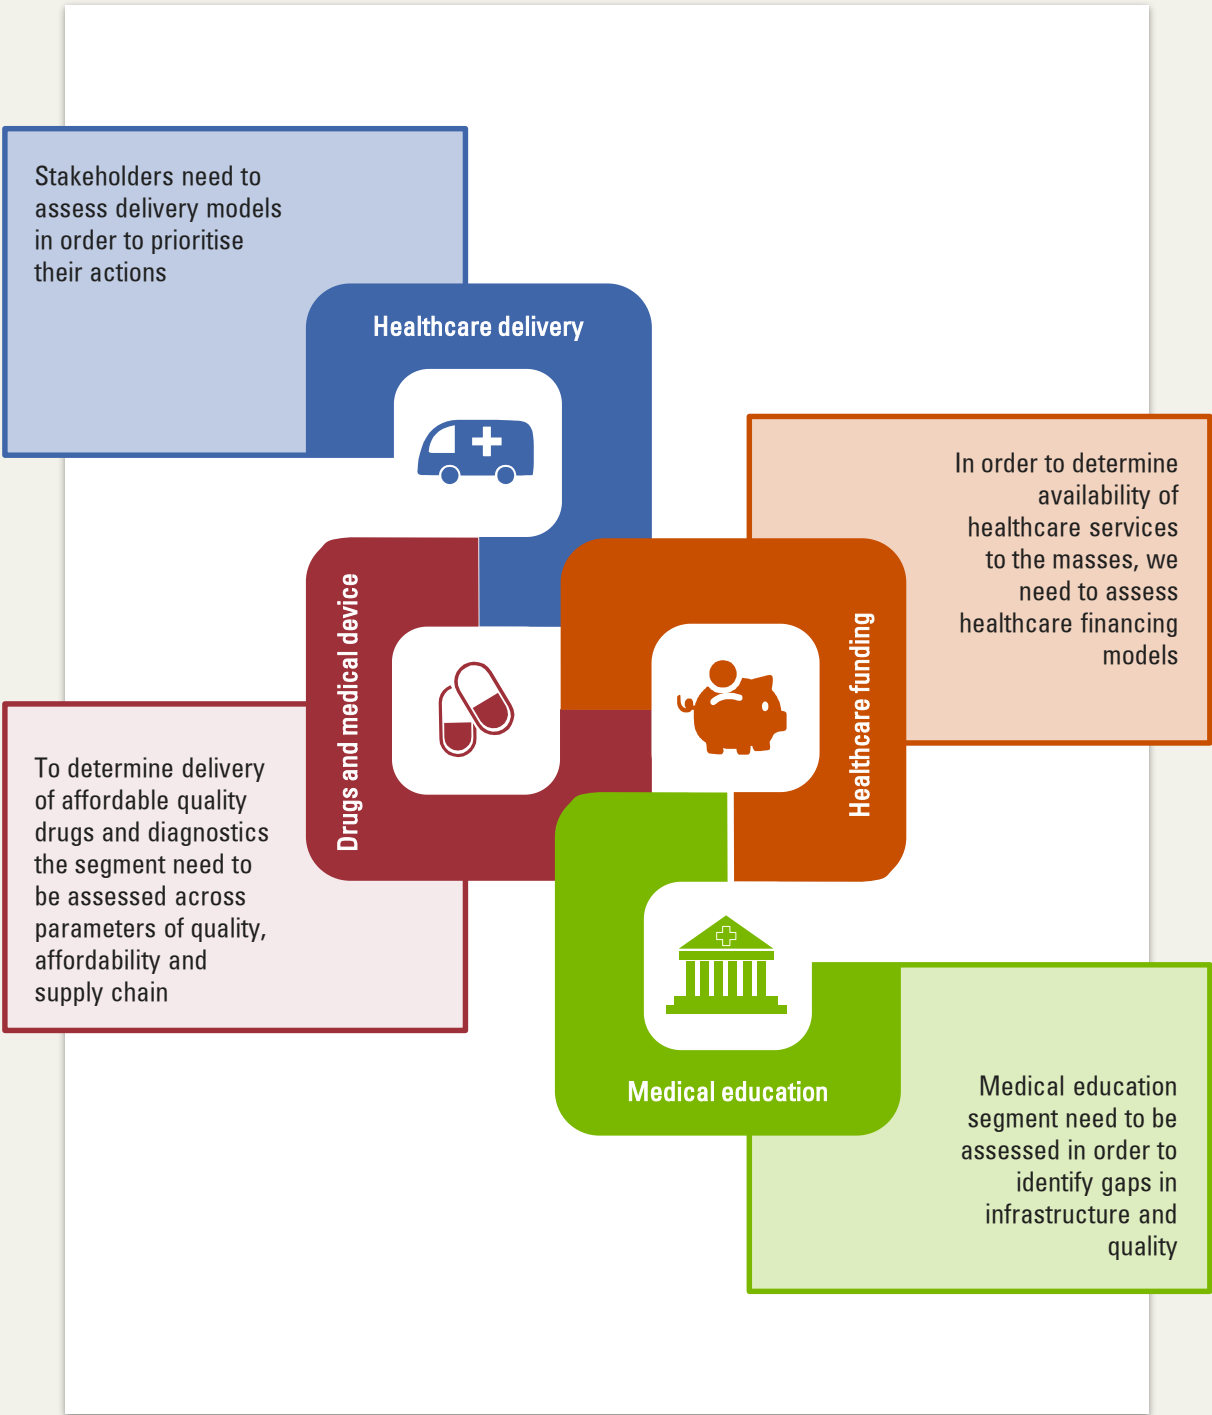 Stakeholders need to
assess delivery models
in order to prioritise
their actions
Healthcare delivery
In order to determine
availability of
healthcare services
to the masses, we
need to assess
healthcare financing
models
Healthcare funding
Drugs and medical device
To determine delivery
of affordable quality
drugs and diagnostics
the segment need to
be assessed across
parameters of quality,
affordability and
supply chain
Medical education
Medical education
segment need to be
assessed in order to
identify gaps in
infrastructure and
quality